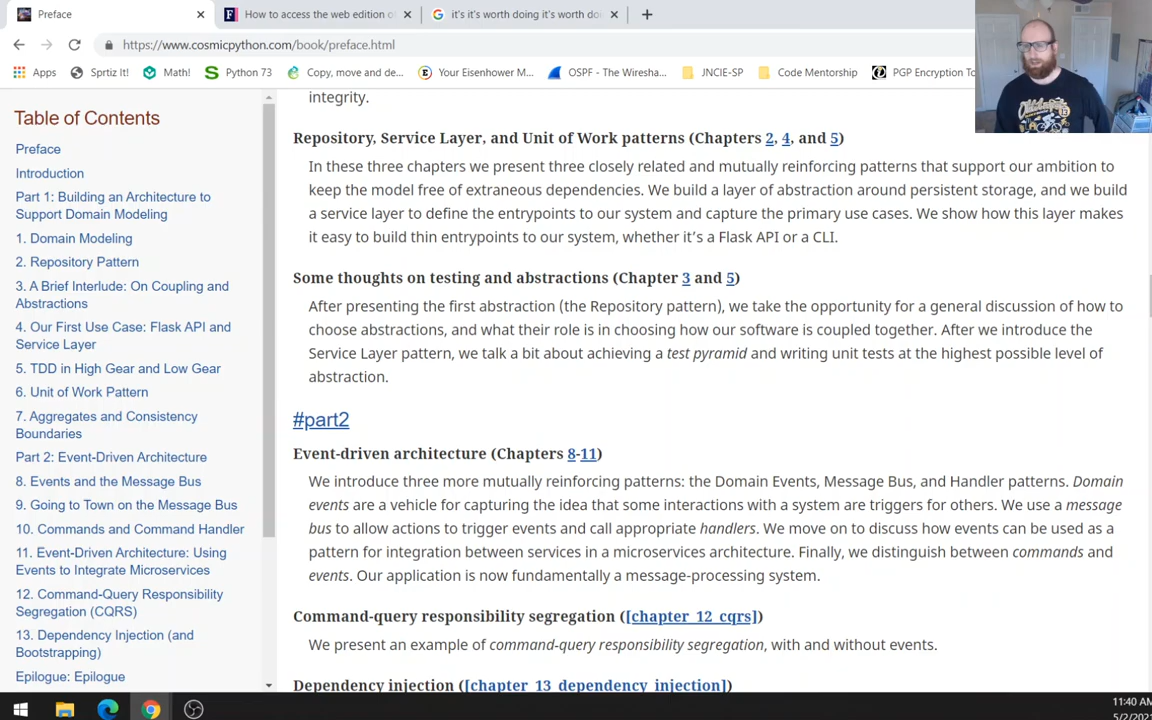 Preface
How to access the web edition o
it's it's worth doing it's worth do
https://www.cosmicpython.com/book/preface.html
Apps
Sprtiz It!
Math!
Python 73
Copy, move and de...
Your Eisenhower M...
OSPF - The Wiresha...
JNCIE-SP
Code Mentorship
PGP Encryption To
Table of Contents
Preface
Introduction
Part 1: Building an Architecture to
Support Domain Modeling
1. Domain Modeling
2. Repository Pattern
3. A Brief Interlude: On Coupling and
Abstractions
4. Our First Use Case: Flask API and
Service Layer
5. TDD in High Gear and Low Gear
6. Unit of Work Pattern
7. Aggregates and Consistency
Boundaries
Part 2: Event-Driven Architecture
8. Events and the Message Bus
9. Going to Town on the Message Bus
10. Commands and Command Handler
11. Event-Driven Architecture: Using
Events to Integrate Microservices
12. Command-Query Responsibility
Segregation (CQRS)
13. Dependency Injection (and
Bootstrapping)
Epilogue: Epilogue
integrity.
Repository, Service Layer, and Unit of Work patterns (Chapters 2, 4, and 5)
In these three chapters we present three closely related and mutually reinforcing patterns that support our ambition to
keep the model free of extraneous dependencies. We build a layer of abstraction around persistent storage, and we build
a service layer to define the entrypoints to our system and capture the primary use cases. We show how this layer makes
it easy to build thin entrypoints to our system, whether it's a Flask API or a CLI.
Some thoughts on testing and abstractions (Chapter 3 and 5)
After presenting the first abstraction (the Repository pattern), we take the opportunity for a general discussion of how to
choose abstractions, and what their role is in choosing how our software is coupled together. After we introduce the
Service Layer pattern, we talk a bit about achieving a test pyramid and writing unit tests at the highest possible level of
abstraction.
#part2
Event-driven architecture (Chapters 8-11)
We introduce three more mutually reinforcing patterns: the Domain Events, Message Bus, and Handler patterns. Domain
events are a vehicle for capturing the idea that some interactions with a system are triggers for others. We use a message
bus to allow actions to trigger events and call appropriate handlers. We move on to discuss how events can be used as a
pattern for integration between services in a microservices architecture. Finally, we distinguish between commands and
events. Our application is now fundamentally a message-processing system.
Command-query responsibility segregation ([chapter_12_cqrs])
We present an example of command-query responsibility segregation, with and without events.
Dependency injection ([chapter_13_dependency_injection])
11:40 AM